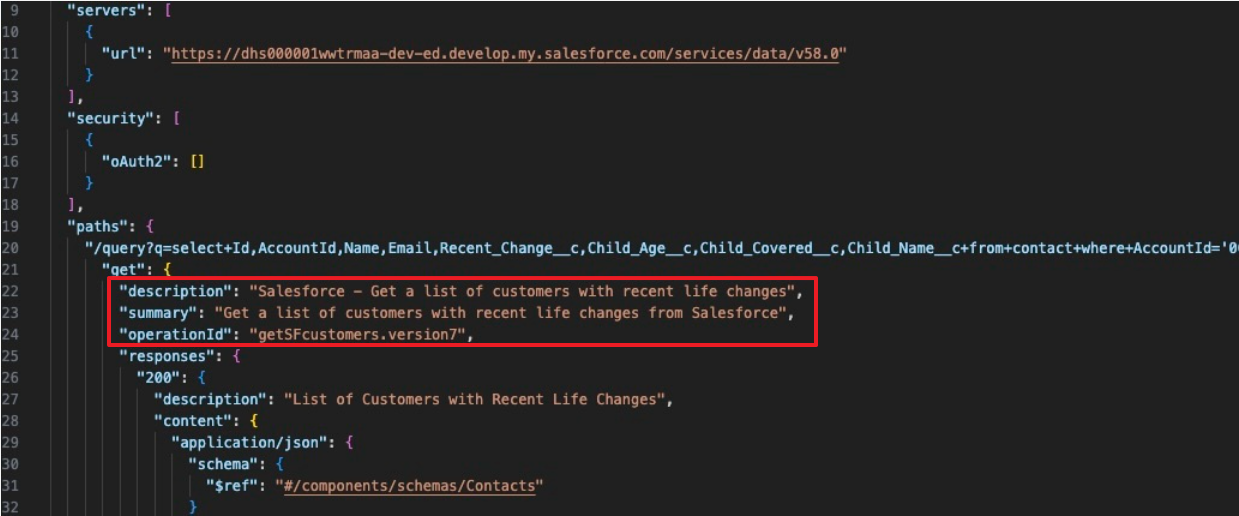 9 "servers": [
10 {
11 "url": "https://dhs000001wwtrmaa-dev-ed.develop.my.salesforce.com/services/data/v58.0"
12 }
13 ],
14 "security": [
15 {
16 "oAuth2": []
17 }
18 ],
19 "paths": {
20 "/query?q=select+Id,AccountId,Name,Email,Recent_Change__c,Child_Age__c,Child_Covered__c,Child_Name__c+from+contact+where+AccountId='0
21 "get": {
22 "description": "Salesforce – Get a list of customers with recent life changes",
23 "summary": "Get a list of customers with recent life changes from Salesforce",
24 "operationId": "getSFcustomers.version7",
25 "responses": {
26 "200": {
27 "description": "List of Customers with Recent Life Changes",
28 "content": {
29 "application/json": {
30 "schema": {
31 "$ref": "#/components/schemas/Contacts"
32 }